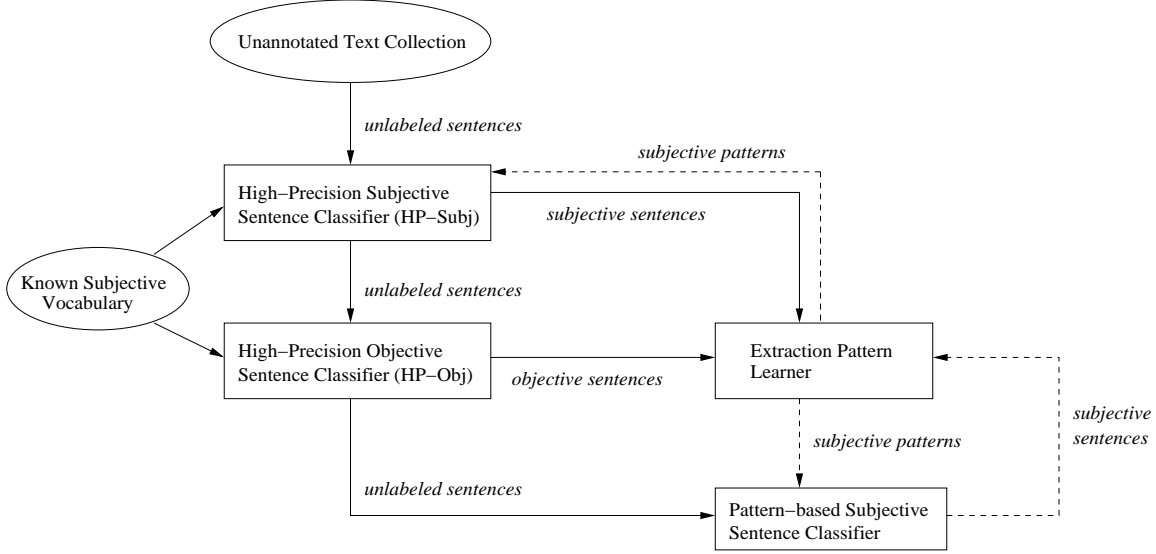 Unannotated Text Collection
unlabeled sentences
subjective patterns
High−Precision Subjective
Sentence Classifier (HP−Subj)
subjective sentences
Known Subjective
Vocabulary
unlabeled sentences
High−Precision Objective
Sentence Classifier (HP−Obj)
objective sentences
Extraction Pattern
Learner
subjective
sentences
subjective patterns
unlabeled sentences
Pattern−based Subjective
Sentence Classifier